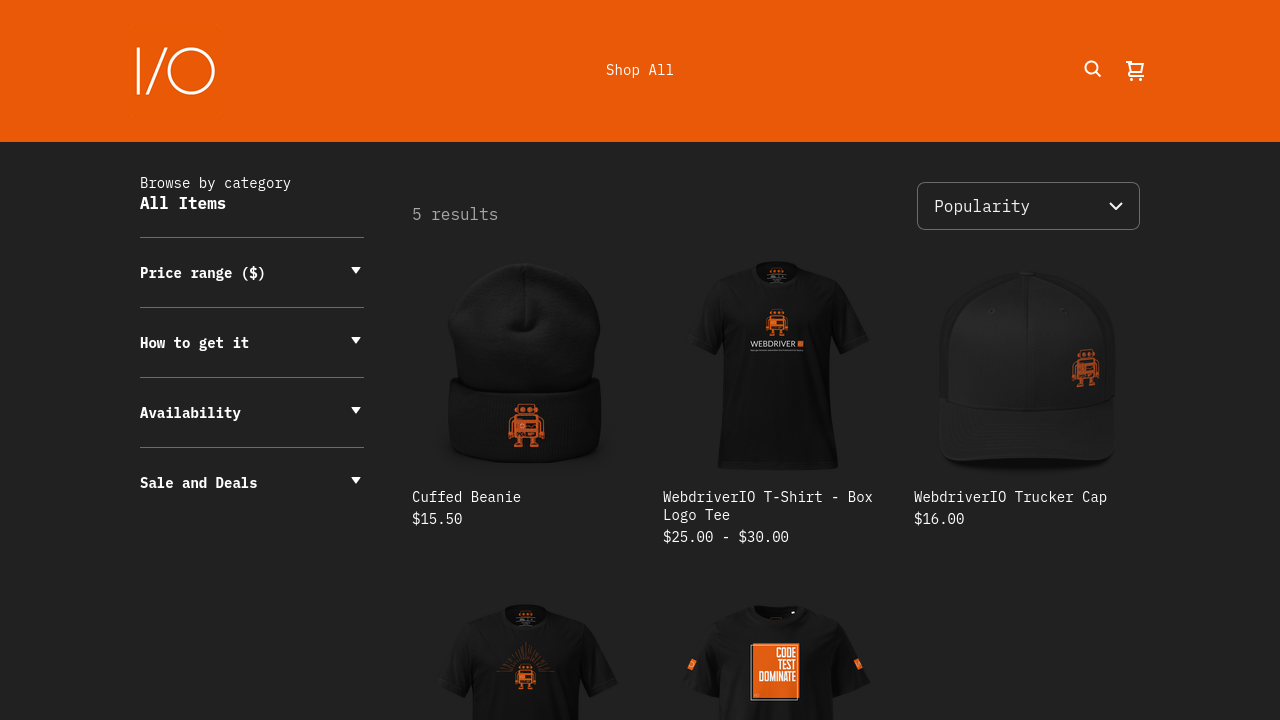 I/O
Shop All
Browse by category
All Items
Price range ($)
How to get it
Availability
Sale and Deals
5 results
Popularity
Cuffed Beanie
$15.50
WEBDRIVER
WebdriverIO T-Shirt - Box
Logo Tee
$25.00 - $30.00
WebdriverIO Trucker Cap
$16.00
CODE
TEST
DOMINATE